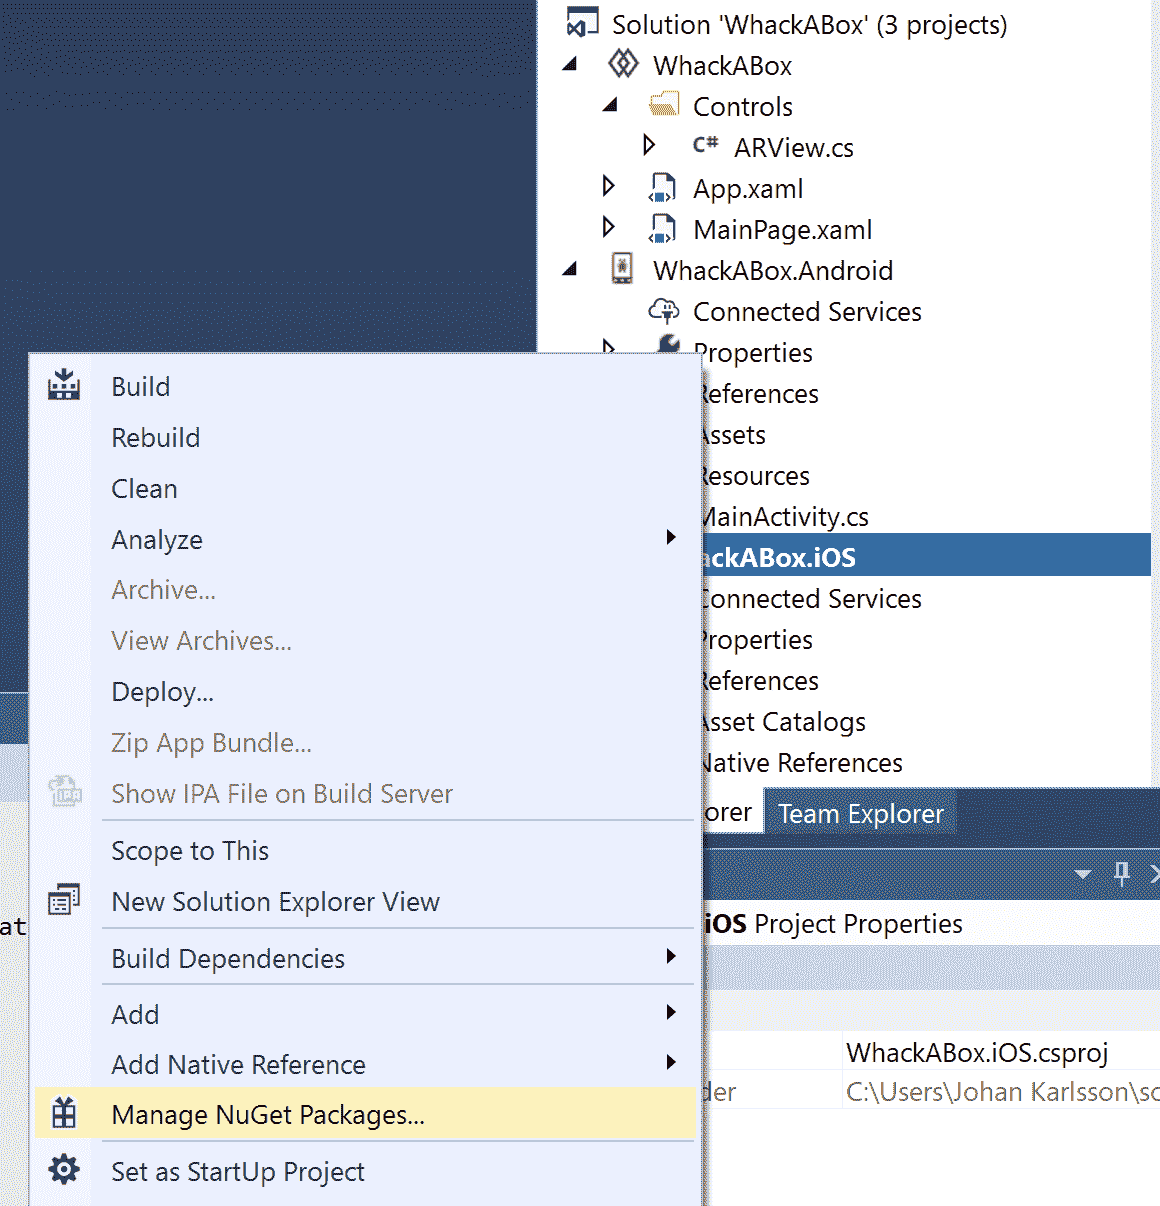 Solution 'WhackABox' (3 projects)
WhackABox
Controls
C# ARView.cs
App.xaml
MainPage.xaml
WhackABox.Android
Connected Services
Properties
References
Assets
Resources
MainActivity.cs
ackABox.iOS
Connected Services
Properties
References
Asset Catalogs
Native References
orer
Team Explorer
Build
Rebuild
Clean
Analyze
Archive...
View Archives...
Deploy...
Zip App Bundle...
IPA Show IPA File on Build Server
Scope to This
New Solution Explorer View
Build Dependencies
Add
Add Native Reference
Manage NuGet Packages...
Set as StartUp Project
at
iOS Project Properties
WhackABox.iOS.csproj
der C:\Users\Johan Karlsson\so